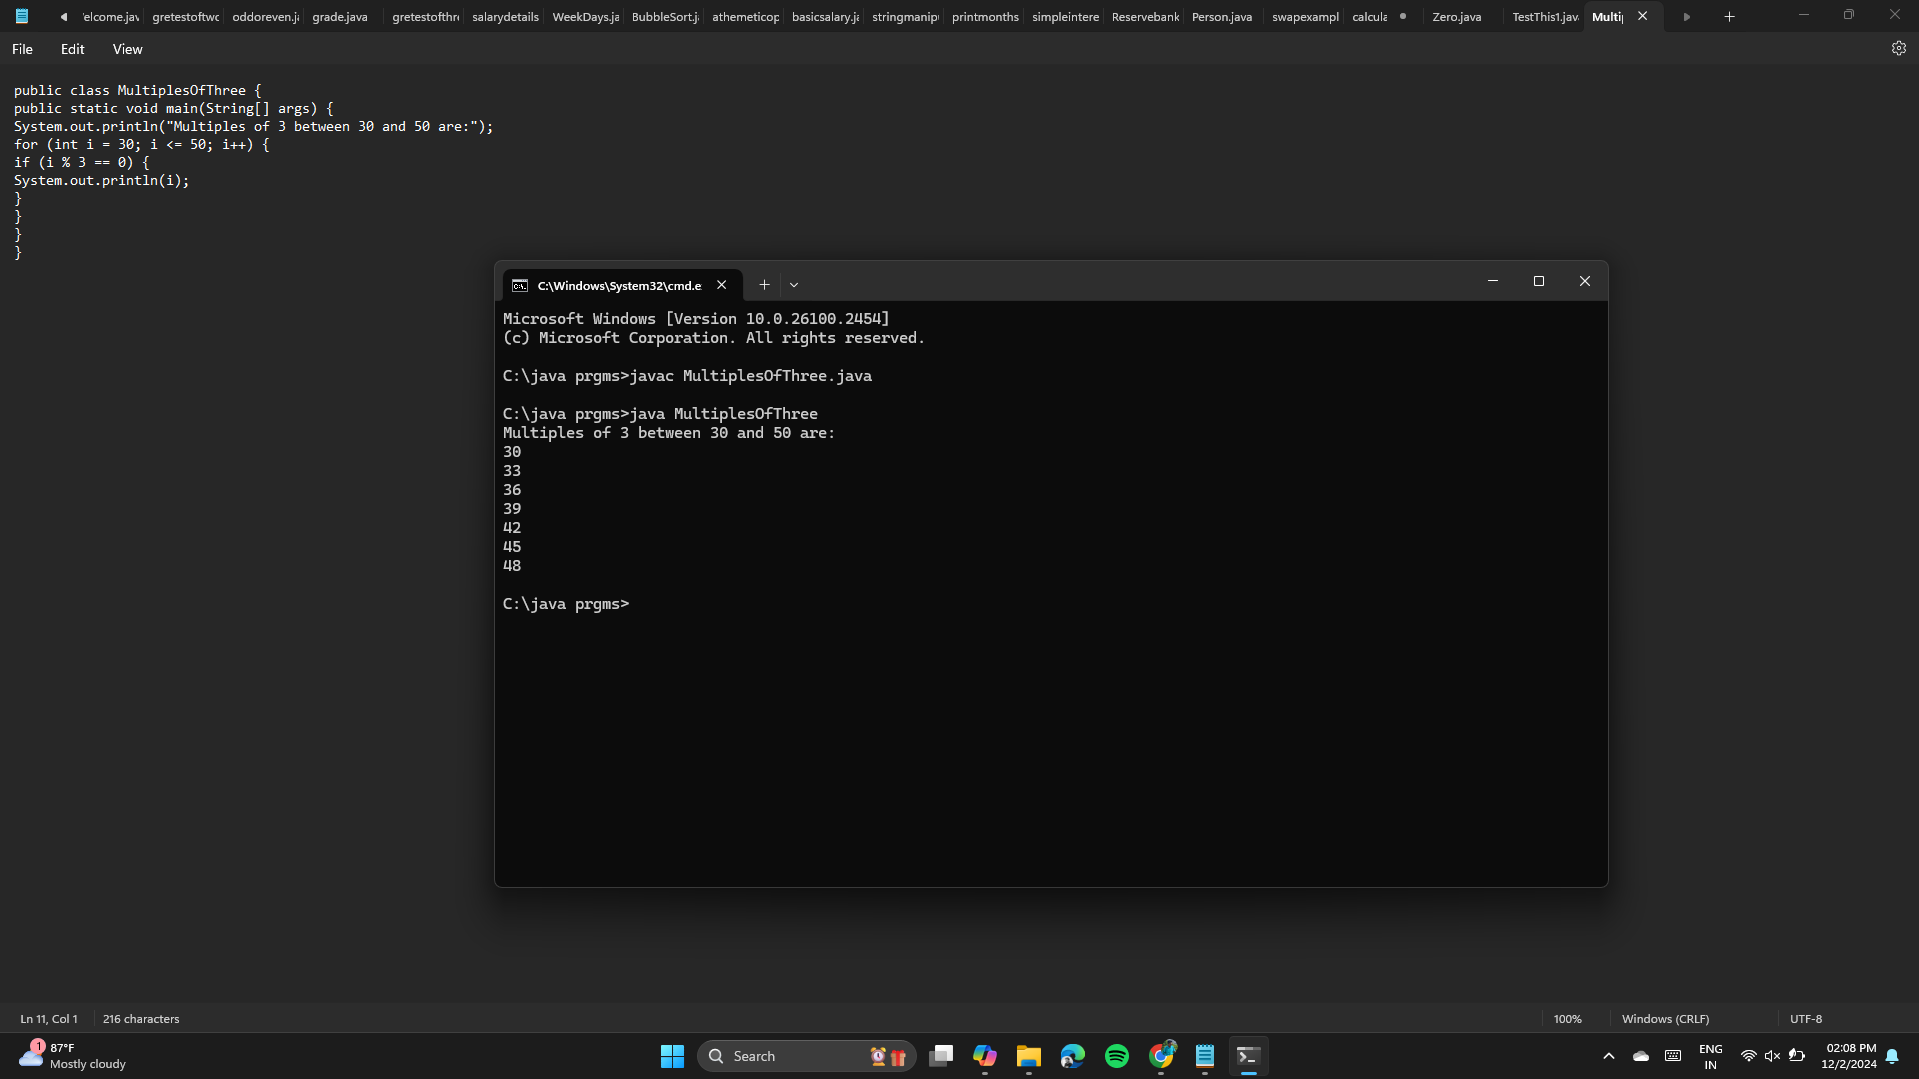 elcome.jav gretestoftwo oddoreven.ja grade.java gretestofthr salarydetails WeekDays.ja BubbleSort.j athemeticop basicsalary.ja stringmanip printmonths simpleintere Reservebank Person.java swapexampl calcula Zero.java TestThis1.jav Multi
File Edit View
public class MultiplesOfThree {
public static void main(String[] args) {
System.out.println("Multiples of 3 between 30 and 50 are:");
for (int i = 30; i <= 50; i++) {
if (i % 3 == 0) {
System.out.println(i);
}
}
}
}
C:\Windows\System32\cmd.e
Microsoft Windows [Version 10.0.26100.2454]
(c) Microsoft Corporation. All rights reserved.
C:\java prgms>javac MultiplesOfThree.java
C:\java prgms>java MultiplesOfThree
Multiples of 3 between 30 and 50 are:
30
33
36
39
42
45
48
C:\java prgms>
Ln 11, Col 1 216 characters 100% Windows (CRLF) UTF-8
1 87°F
Mostly cloudy
Search
ENG
IN
02:08 PM
12/2/2024